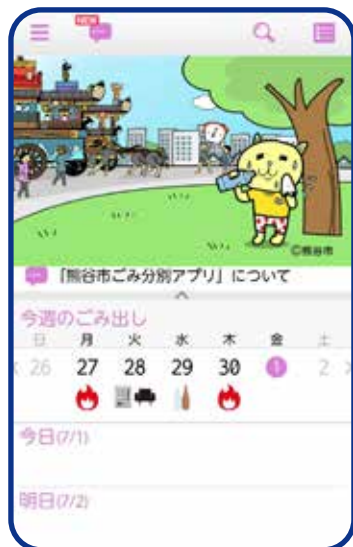 NEW
©熊谷市
「熊谷市ごみ分別アプリ」について
今週のごみ出し
日 月 火 水 木 金 土
26 27 28 29 30 1 2
今日(7/1)
明日(7/2)